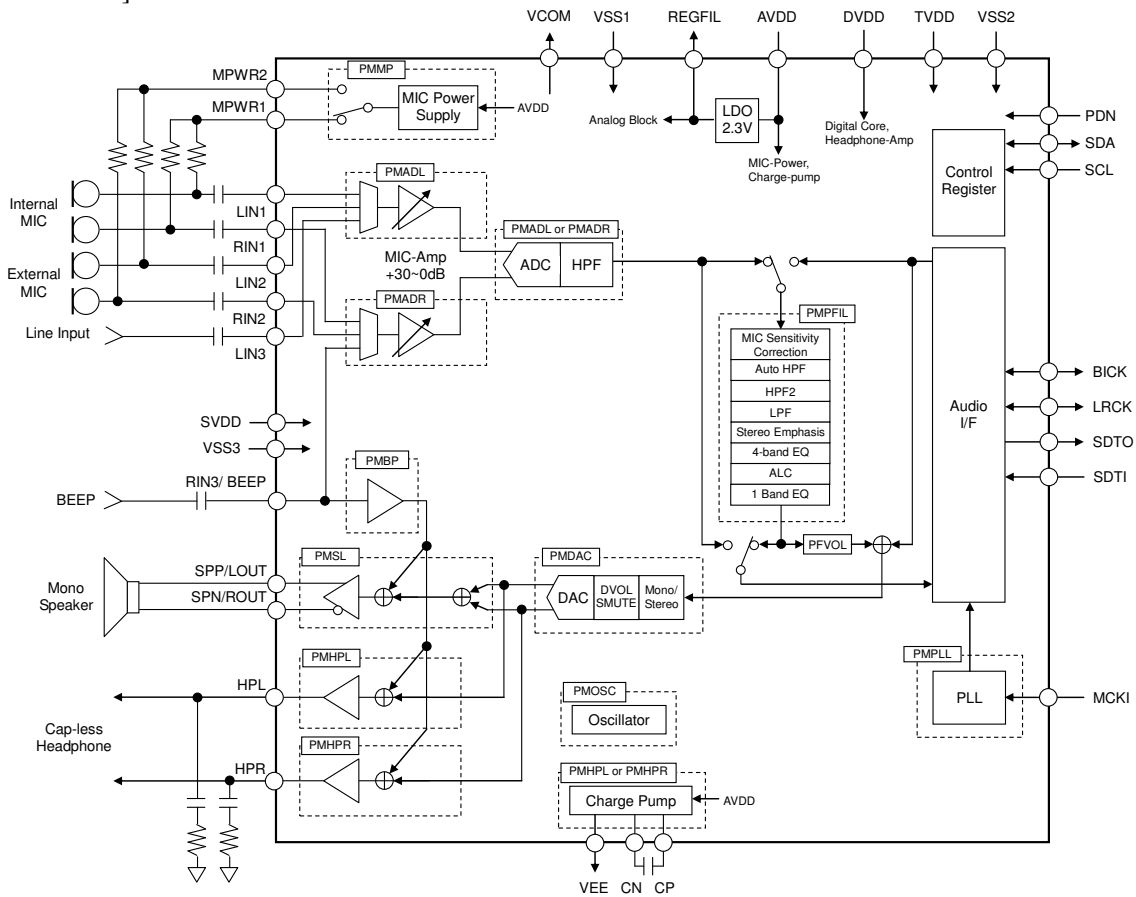 ]
VCOM VSS1 REGFIL AVDD DVDD TVDD VSS2
MPWR2
MPWR1
PMMP
MIC Power
Supply
AVDD
Analog Block
LDO
2.3V
MIC-Power,
Charge-pump
Digital Core,
Headphone-Amp
Control
Register
PDN
SDA
SCL
Internal
MIC
External
MIC
Line Input
LIN1
RIN1
LIN2
RIN2
LIN3
PMADL
MIC-Amp
+30~0dB
PMADR
PMADL or PMADR
ADC
HPF
PMPFIL
MIC Sensitivity
Correction
Auto HPF
HPF2
LPF
Stereo Emphasis
4-band EQ
ALC
1 Band EQ
PFVOL
Audio
I/F
BICK
LRCK
SDTO
SDTI
SVDD
VSS3
BEEP
RIN3/ BEEP
PMBP
Mono
Speaker
SPP/LOUT
SPN/ROUT
PMSL
PMDAC
DAC
DVOL
SMUTE
Mono/
Stereo
PMHPL
HPL
Cap-less
Headphone
PMHPR
HPR
PMOSC
Oscillator
PMPLL
PLL
MCKI
PMHPL or PMHPR
Charge Pump
AVDD
VEE CN CP